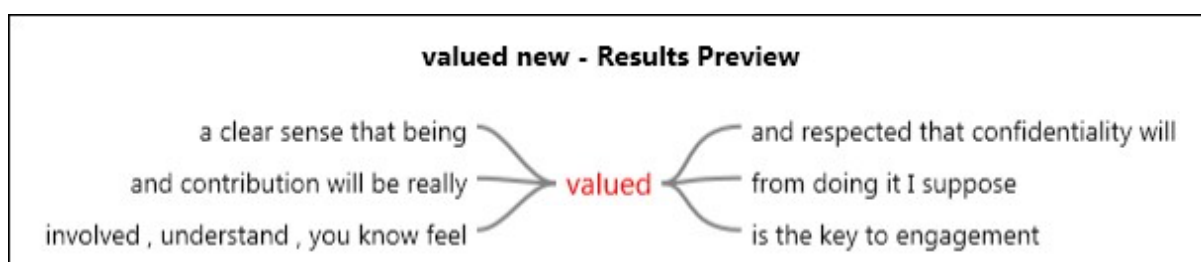 valued new - Results Preview
a clear sense that being
and contribution will be really
involved , understand , you know feel
valued
and respected that confidentiality will
from doing it I suppose
is the key to engagement